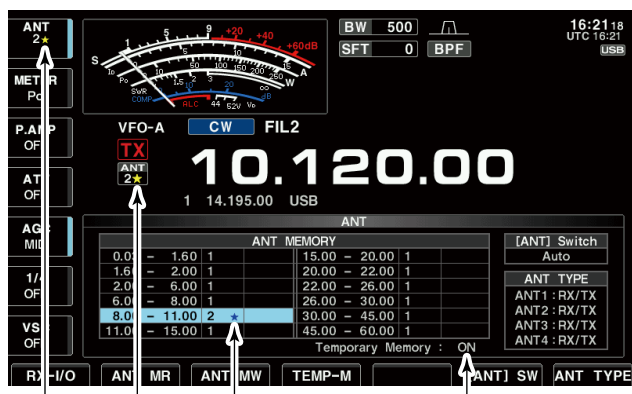 ANT
2★
BW 500
SFT 0 BPF
16:21 18
UTC 16:21
USB
1 5 9 +20 +40 +60dB
S
5 10 15 A
Io
50 100 150 200 250 W
Po
1.5 2 3 ∞
SWR
COMP 10 20 dB
ALC 44 52V VD
METER
Po
P.AMP
OFF
ATT
OFF
AGC
MID
1/4
OFF
VSC
OFF
VFO-A CW FIL2
TX
ANT
2★
10.120.00
1 14.195.00 USB
ANT
ANT MEMORY
0.03 – 1.60 1 15.00 – 20.00 1
1.60 – 2.00 1 20.00 – 22.00 1
2.00 – 6.00 1 22.00 – 26.00 1
6.00 – 8.00 1 26.00 – 30.00 1
8.00 – 11.00 2 ★ 30.00 – 45.00 1
11.00 – 15.00 1 45.00 – 60.00 1
Temporary Memory : ON
[ANT] Switch
Auto
ANT TYPE
ANT1 : RX/TX
ANT2 : RX/TX
ANT3 : RX/TX
ANT4 : RX/TX
RX-I/O ANT MR ANT MW TEMP-M [ANT] SW ANT TYPE